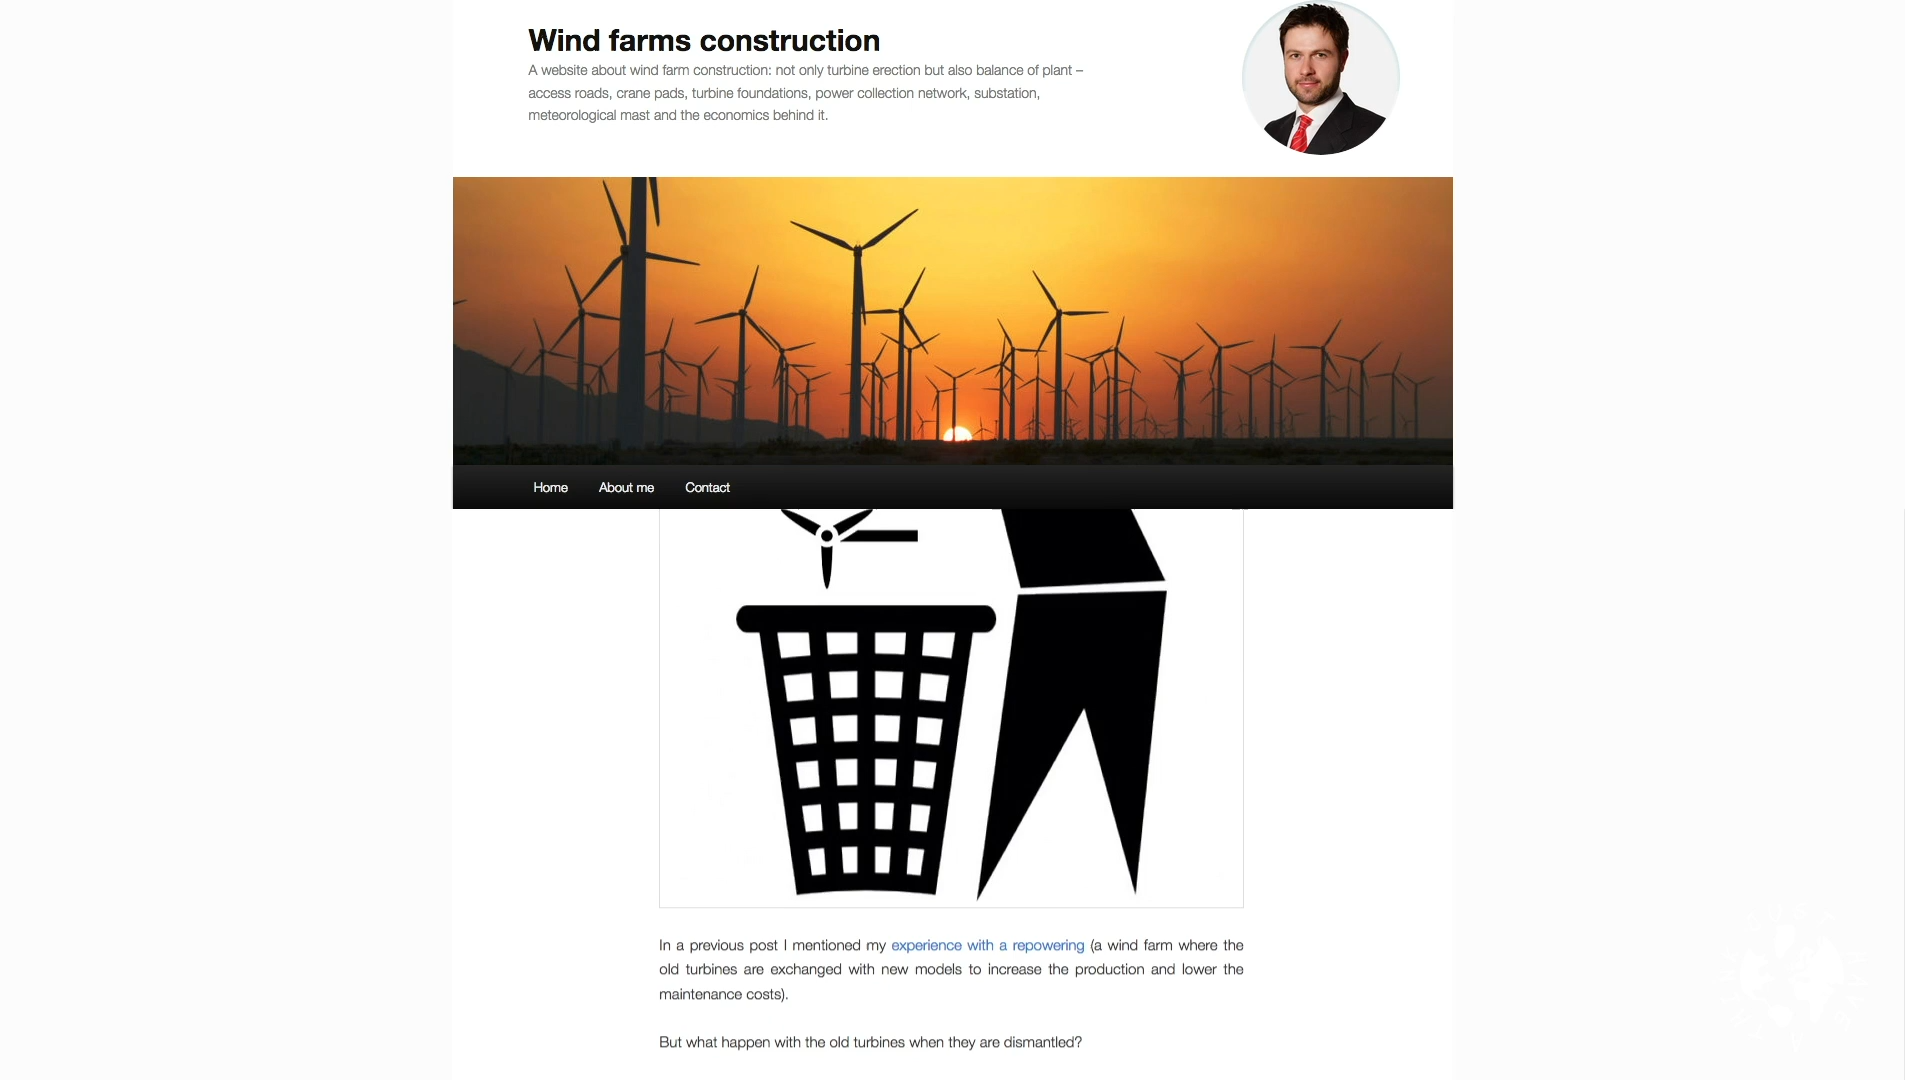 Wind farms construction
A website about wind farm construction: not only turbine erection but also balance of plant –
access roads, crane pads, turbine foundations, power collection network, substation,
meteorological mast and the economics behind it.
Home About me Contact
In a previous post I mentioned my experience with a repowering (a wind farm where the
old turbines are exchanged with new models to increase the production and lower the
maintenance costs).
But what happen with the old turbines when they are dismantled?